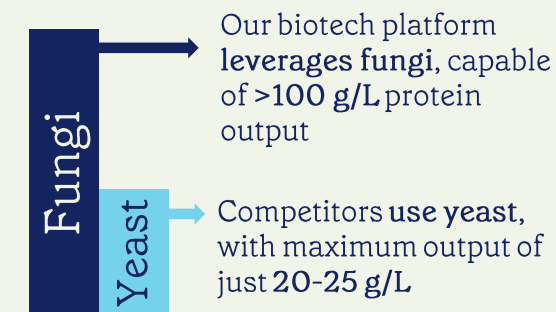 Fungi
Our biotech platform
leverages fungi, capable
of >100 g/L protein
output
Yeast
Competitors use yeast,
with maximum output of
just 20-25 g/L